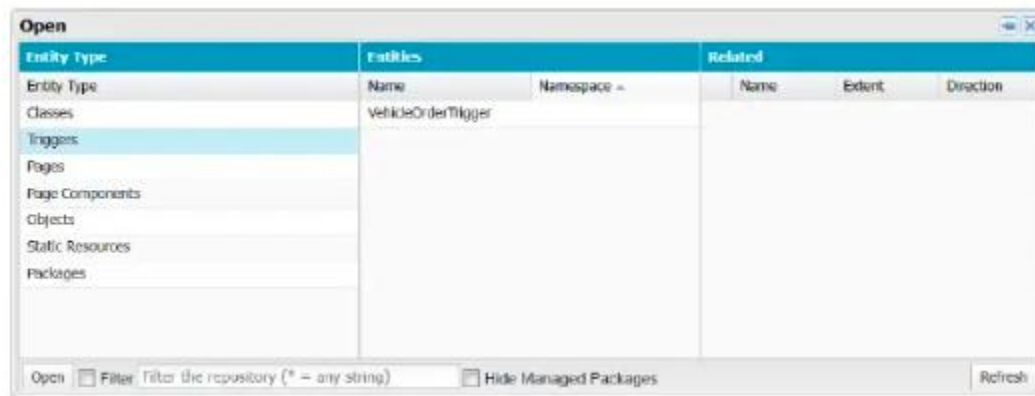 Open
Entity Type
Entities
Related
Entity Type
Name
Namespace
Name
Extent
Direction
Classes
VehicleOrderTrigger
Triggers
Pages
Page Components
Objects
Static Resources
Packages
Open
Filter
Filter the repository (* = any string)
Hide Managed Packages
Refresh